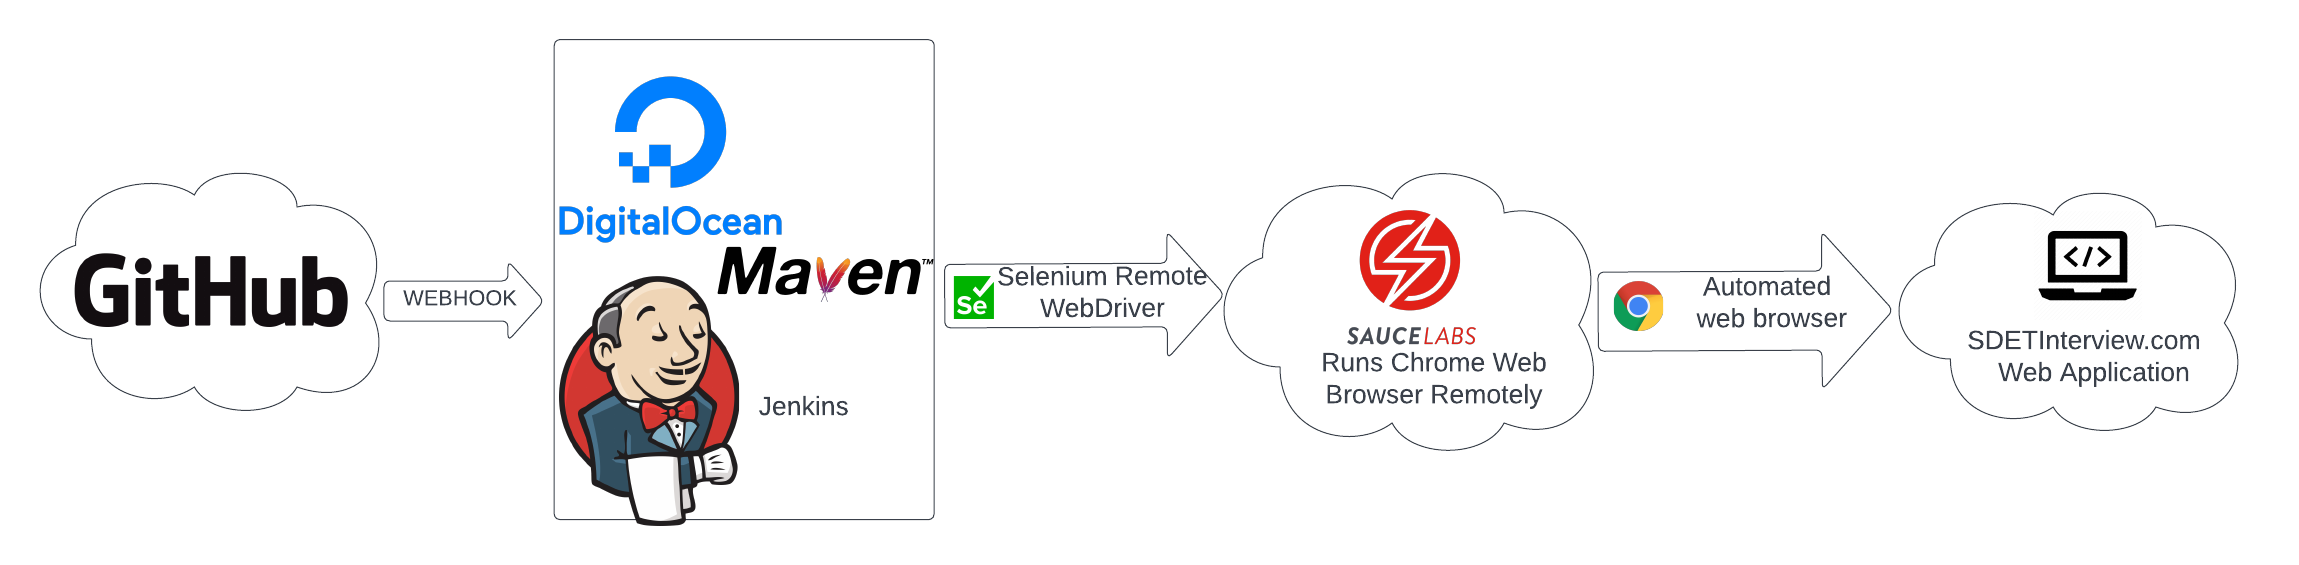 GitHub
WEBHOOK
DigitalOcean
Maven™
Jenkins
Se
Selenium Remote
WebDriver
SAUCELABS
Runs Chrome Web
Browser Remotely
Automated
web browser
</>
SDETInterview.com
Web Application